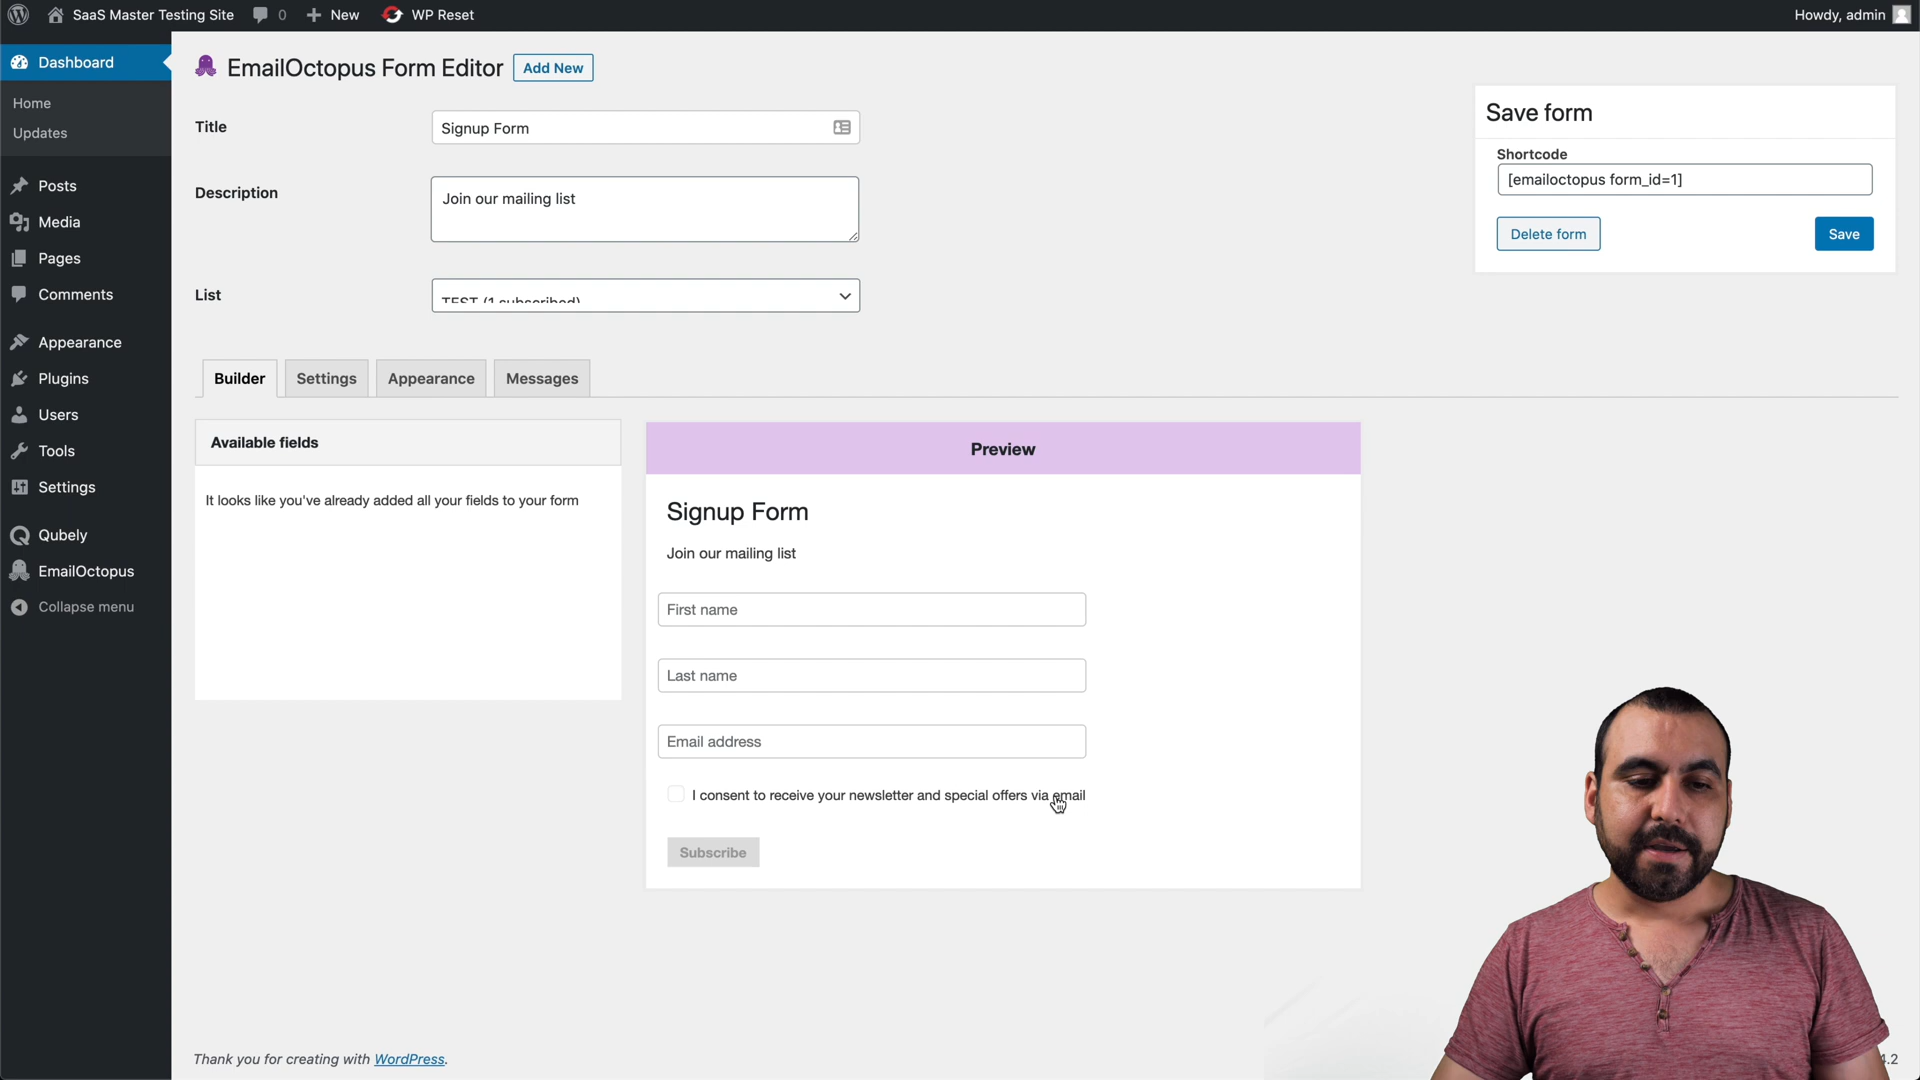 SaaS Master Testing Site 0 New WP Reset Howdy, admin
Dashboard
Home
Updates
Posts
Media
Pages
Comments
Appearance
Plugins
Users
Tools
Settings
Qubely
EmailOctopus
Collapse menu
EmailOctopus Form Editor Add New
Title Signup Form
Description Join our mailing list
List TEST (1 subscribed)
Save form
Shortcode
[emailoctopus form_id=1]
Delete form Save
Builder Settings Appearance Messages
Available fields
It looks like you've already added all your fields to your form
Preview
Signup Form
Join our mailing list
First name
Last name
Email address
I consent to receive your newsletter and special offers via email
Subscribe
Thank you for creating with WordPress.